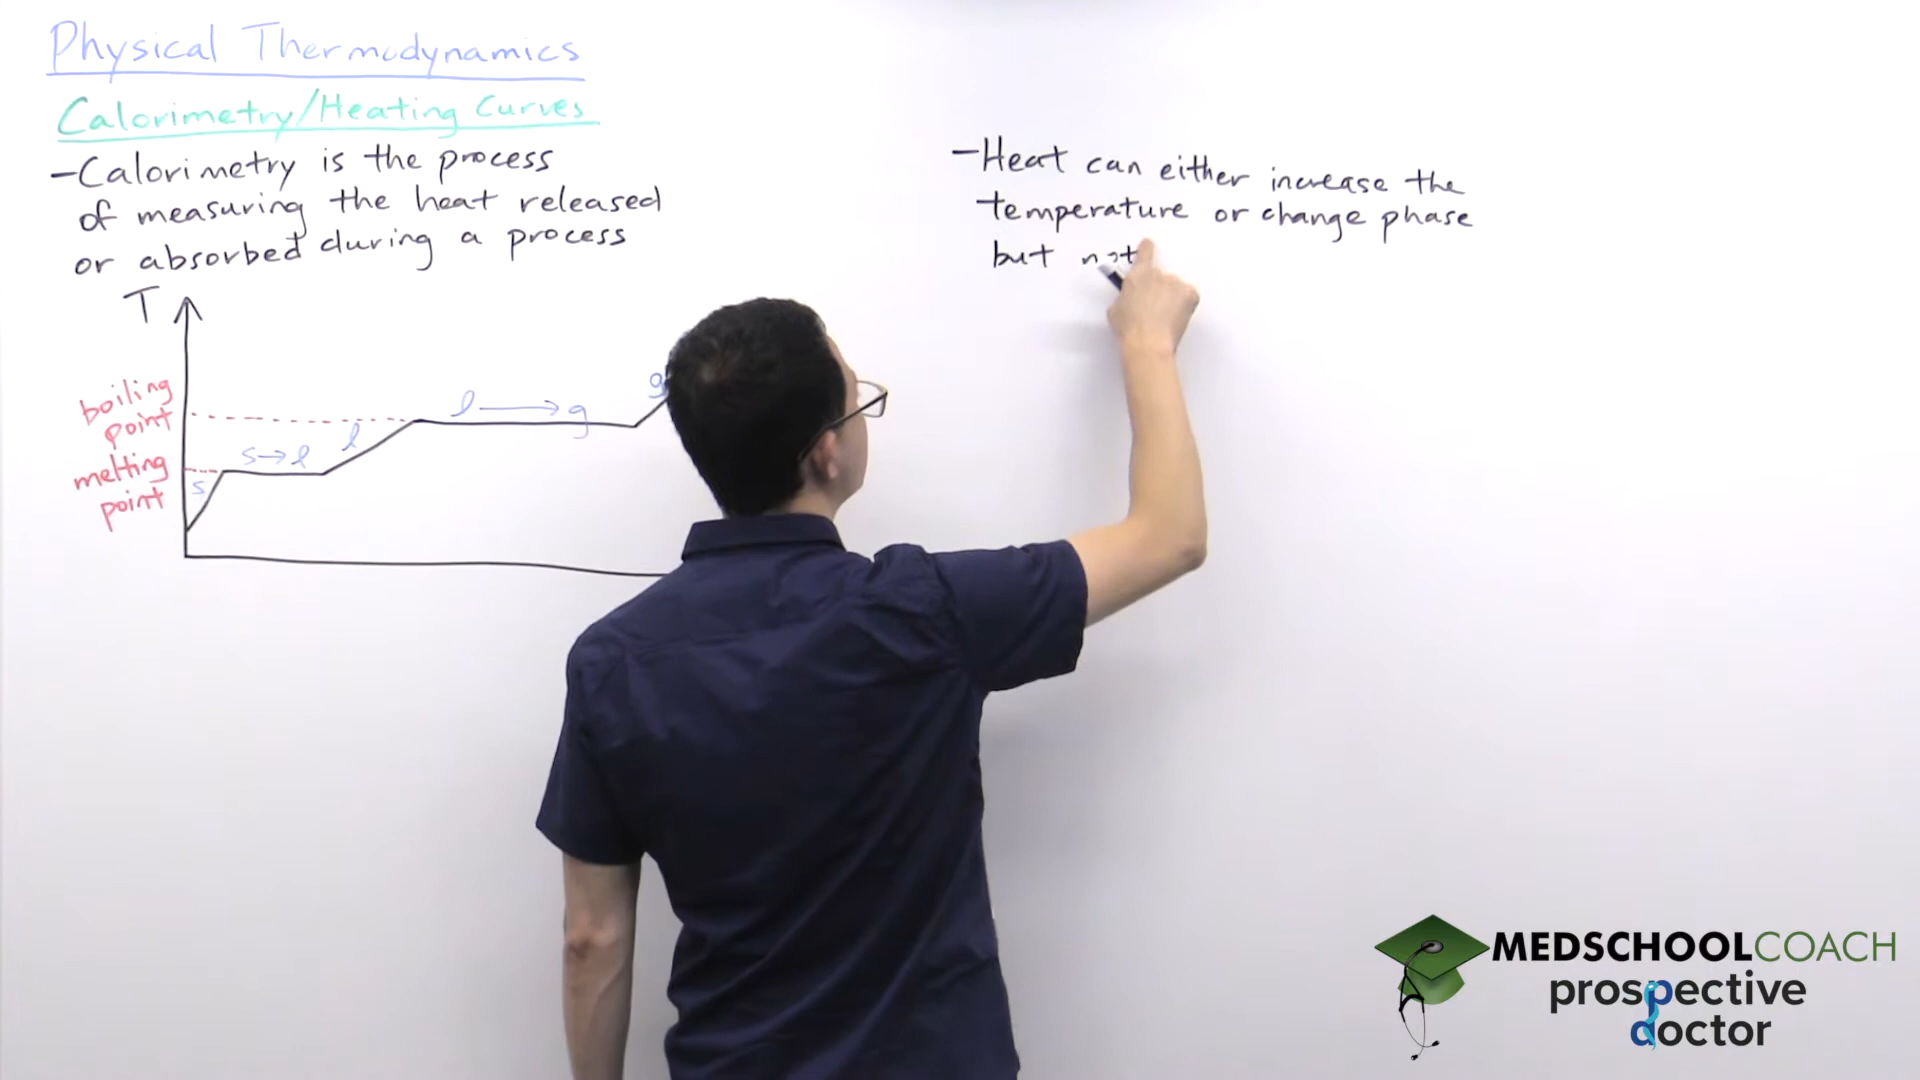 Physical Thermodynamics
Calorimetry/Heating Curves
-Calorimetry is the process
of measuring the heat released
or absorbed during a process
T
boiling
point
melting
point
s
s→l
l
l→g
g
-Heat can either increase the
temperature or change phase
but not
MEDSCHOOLCOACH
prospective
doctor